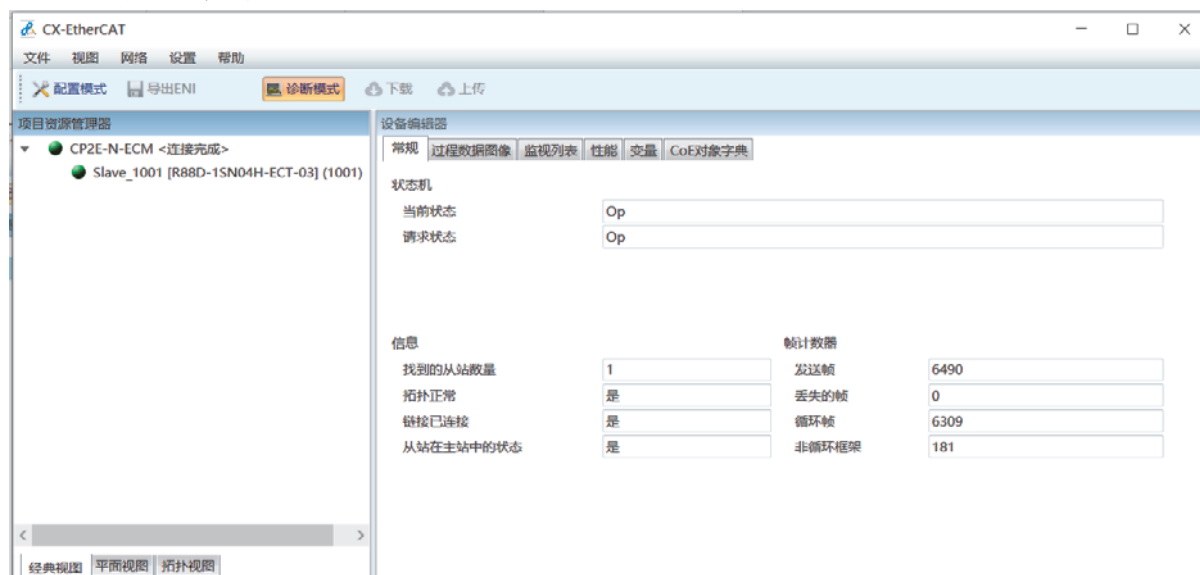 CX-EtherCAT
文件 视图 网络 设置 帮助
配置模式 导出ENI 诊断模式 下载 上传
项目资源管理器
CP2E-N-ECM <连接完成>
Slave_1001 [R88D-1SN04H-ECT-03] (1001)
经典视图 平面视图 拓扑视图
设备编辑器
常规 过程数据图像 监视列表 性能 变量 CoE对象字典
状态机
当前状态 Op
请求状态 Op
信息 帧计数器
找到的从站数量 1 发送帧 6490
拓扑正常 是 丢失的帧 0
链接已连接 是 循环帧 6309
从站在主站中的状态 是 非循环框架 181